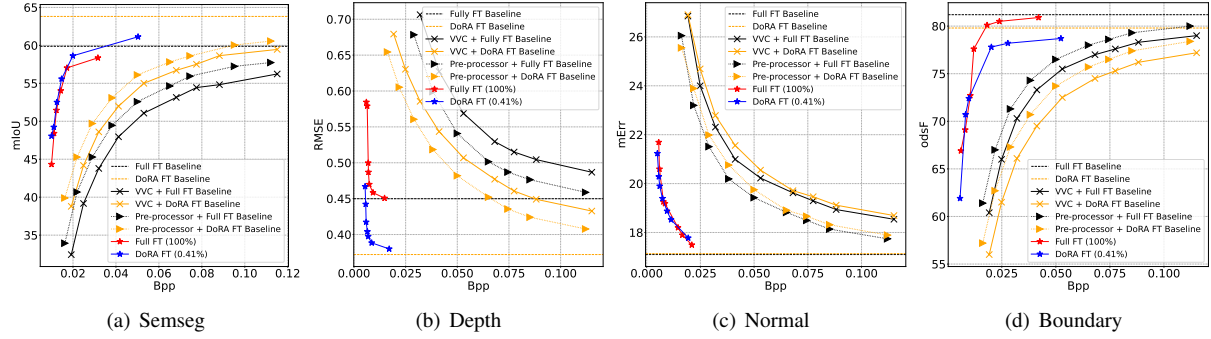 mIoU
65
60
55
50
45
40
35
0.02
0.04
0.06
0.08
0.10
0.12
Bpp
Full FT Baseline
DoRA FT Baseline
VVC + Full FT Baseline
VVC + DoRA FT Baseline
Pre-processor + Full FT Baseline
Pre-processor + DoRA FT Baseline
Full FT (100%)
DoRA FT (0.41%)
(a) Semseg
RMSE
0.70
0.65
0.60
0.55
0.50
0.45
0.40
0.000
0.025
0.050
0.075
0.100
Bpp
Fully FT Baseline
DoRA FT Baseline
VVC + Fully FT Baseline
VVC + DoRA FT Baseline
Pre-processor + Fully FT Baseline
Pre-processor + DoRA FT Baseline
Fully FT (100%)
DoRA FT (0.41%)
(b) Depth
mErr
26
24
22
20
18
0.000
0.025
0.050
0.075
0.100
Bpp
Fully FT Baseline
DoRA FT Baseline
VVC + Fully FT Baseline
VVC + DoRA FT Baseline
Pre-processor + Fully FT Baseline
Pre-processor + DoRA FT Baseline
Fully FT (100%)
DoRA FT (0.41%)
(c) Normal
odsF
80
75
70
65
60
55
0.000
0.025
0.050
0.075
0.100
Bpp
Full FT Baseline
DoRA FT Baseline
VVC + Full FT Baseline
VVC + DoRA FT Baseline
Pre-processor + Full FT Baseline
Pre-processor + DoRA FT Baseline
Full FT (100%)
DoRA FT (0.41%)
(d) Boundary